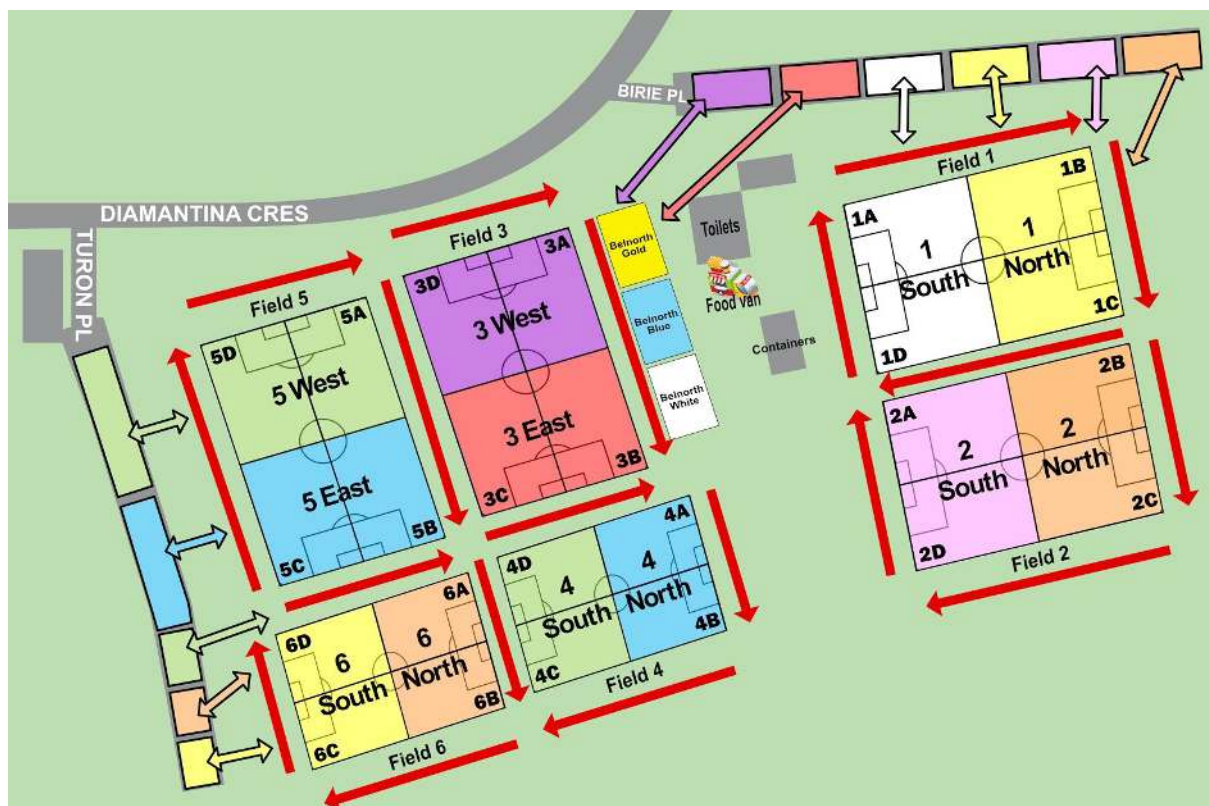 BIRIE PL
DIAMANTINA CRES
TURON PL
Field 1
1A
1B
1
South
1
North
1C
1D
Field 3
3D
3A
3 West
3 East
3C
3B
Belnorth
Gold
Belnorth
Blue
Belnorth
White
Toilets
Food van
Containers
Field 5
5D
5A
5 West
5 East
5C
5B
2A
2B
2
South
2
North
2C
2D
Field 2
4D
4A
4
South
4
North
4B
4C
Field 4
6D
6A
6
South
6
North
6B
6C
Field 6